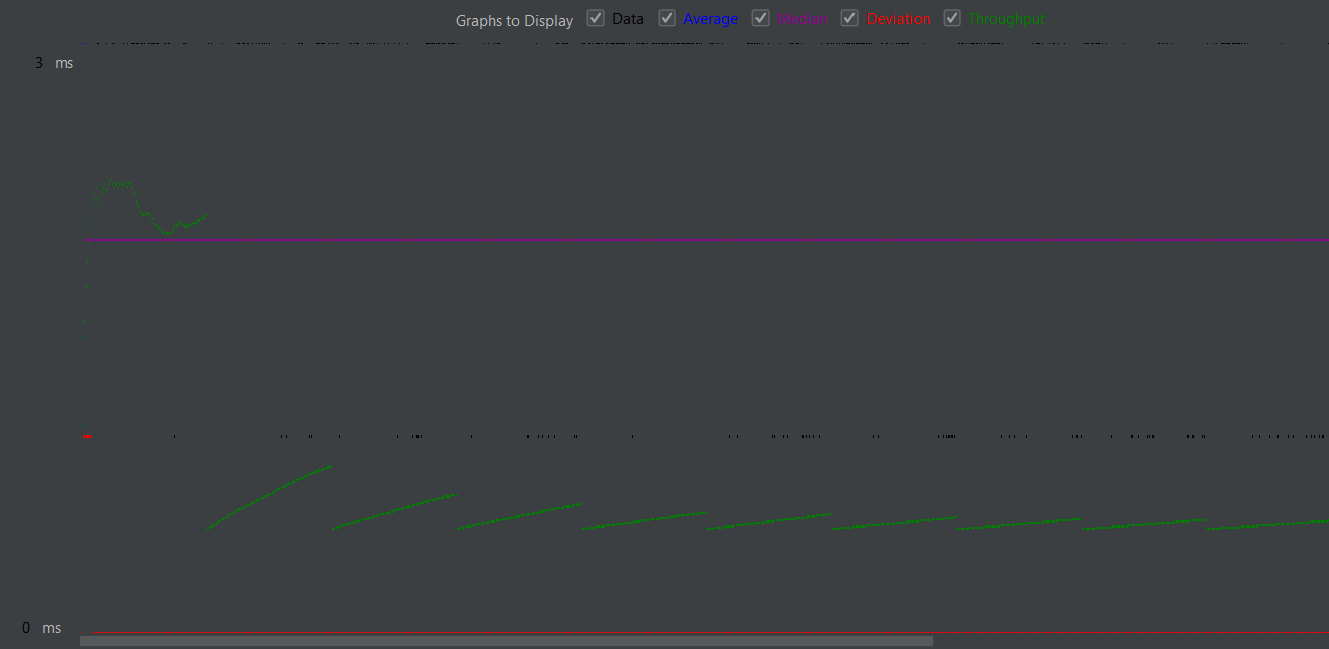 Graphs to Display Data Average Median Deviation Throughput
3 ms
0 ms